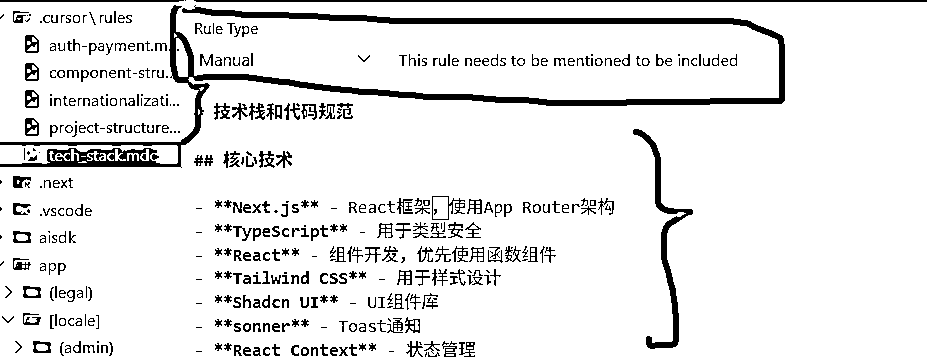 .cursor\rules
auth-payment.m...
component-stru...
internationalizati...
project-structure...
tech-stack.mdc
.next
.vscode
aisdk
app
(legal)
[locale]
(admin)
Rule Type
Manual
This rule needs to be mentioned to be included
技术栈和代码规范
## 核心技术
- **Next.js** - React框架，使用App Router架构
- **TypeScript** - 用于类型安全
- **React** - 组件开发，优先使用函数组件
- **Tailwind CSS** - 用于样式设计
- **Shadcn UI** - UI组件库
- **sonner** - Toast通知
- **React Context** - 状态管理